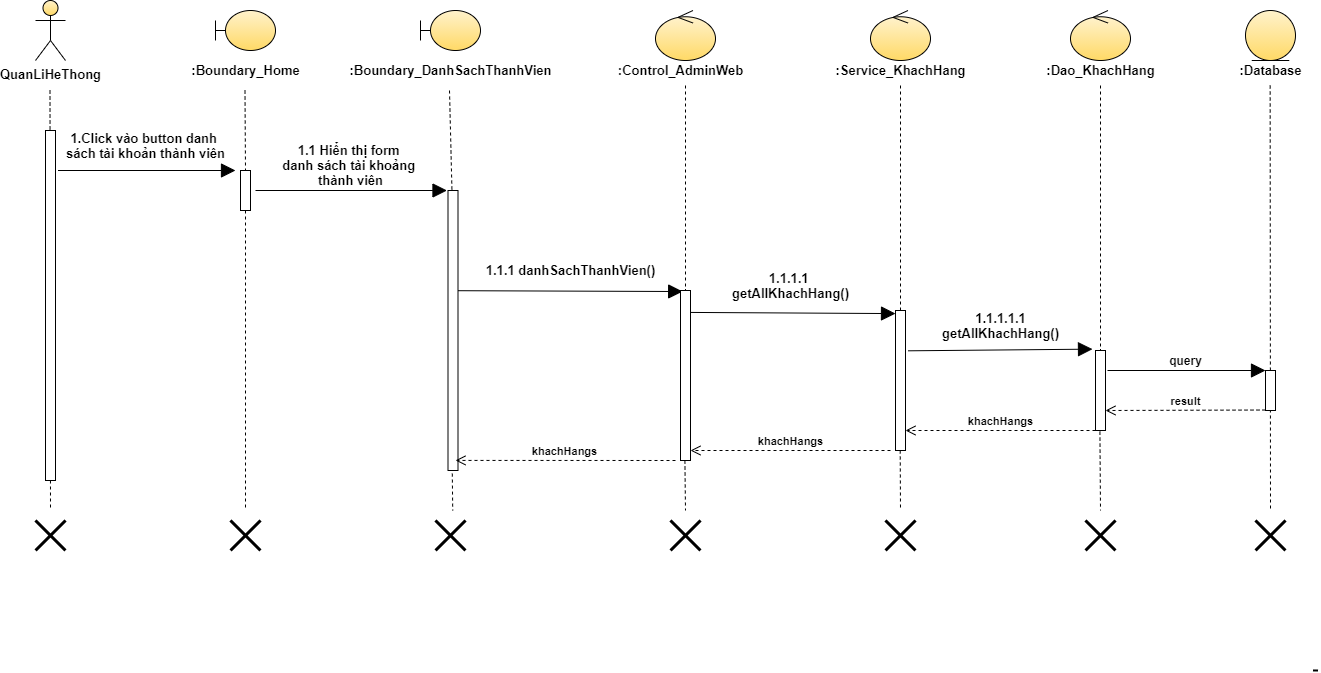 QuanLiHeThong
:Boundary_Home
:Boundary_DanhSachThanhVien
:Control_AdminWeb
:Service_KhachHang
:Dao_KhachHang
:Database
1.Click vào button danh
sách tài khoản thành viên
1.1 Hiển thị form
danh sách tài khoảng
thành viên
1.1.1 danhSachThanhVien()
1.1.1.1
getAllKhachHang()
1.1.1.1.1
getAllKhachHang()
query
result
khachHangs
khachHangs
khachHangs